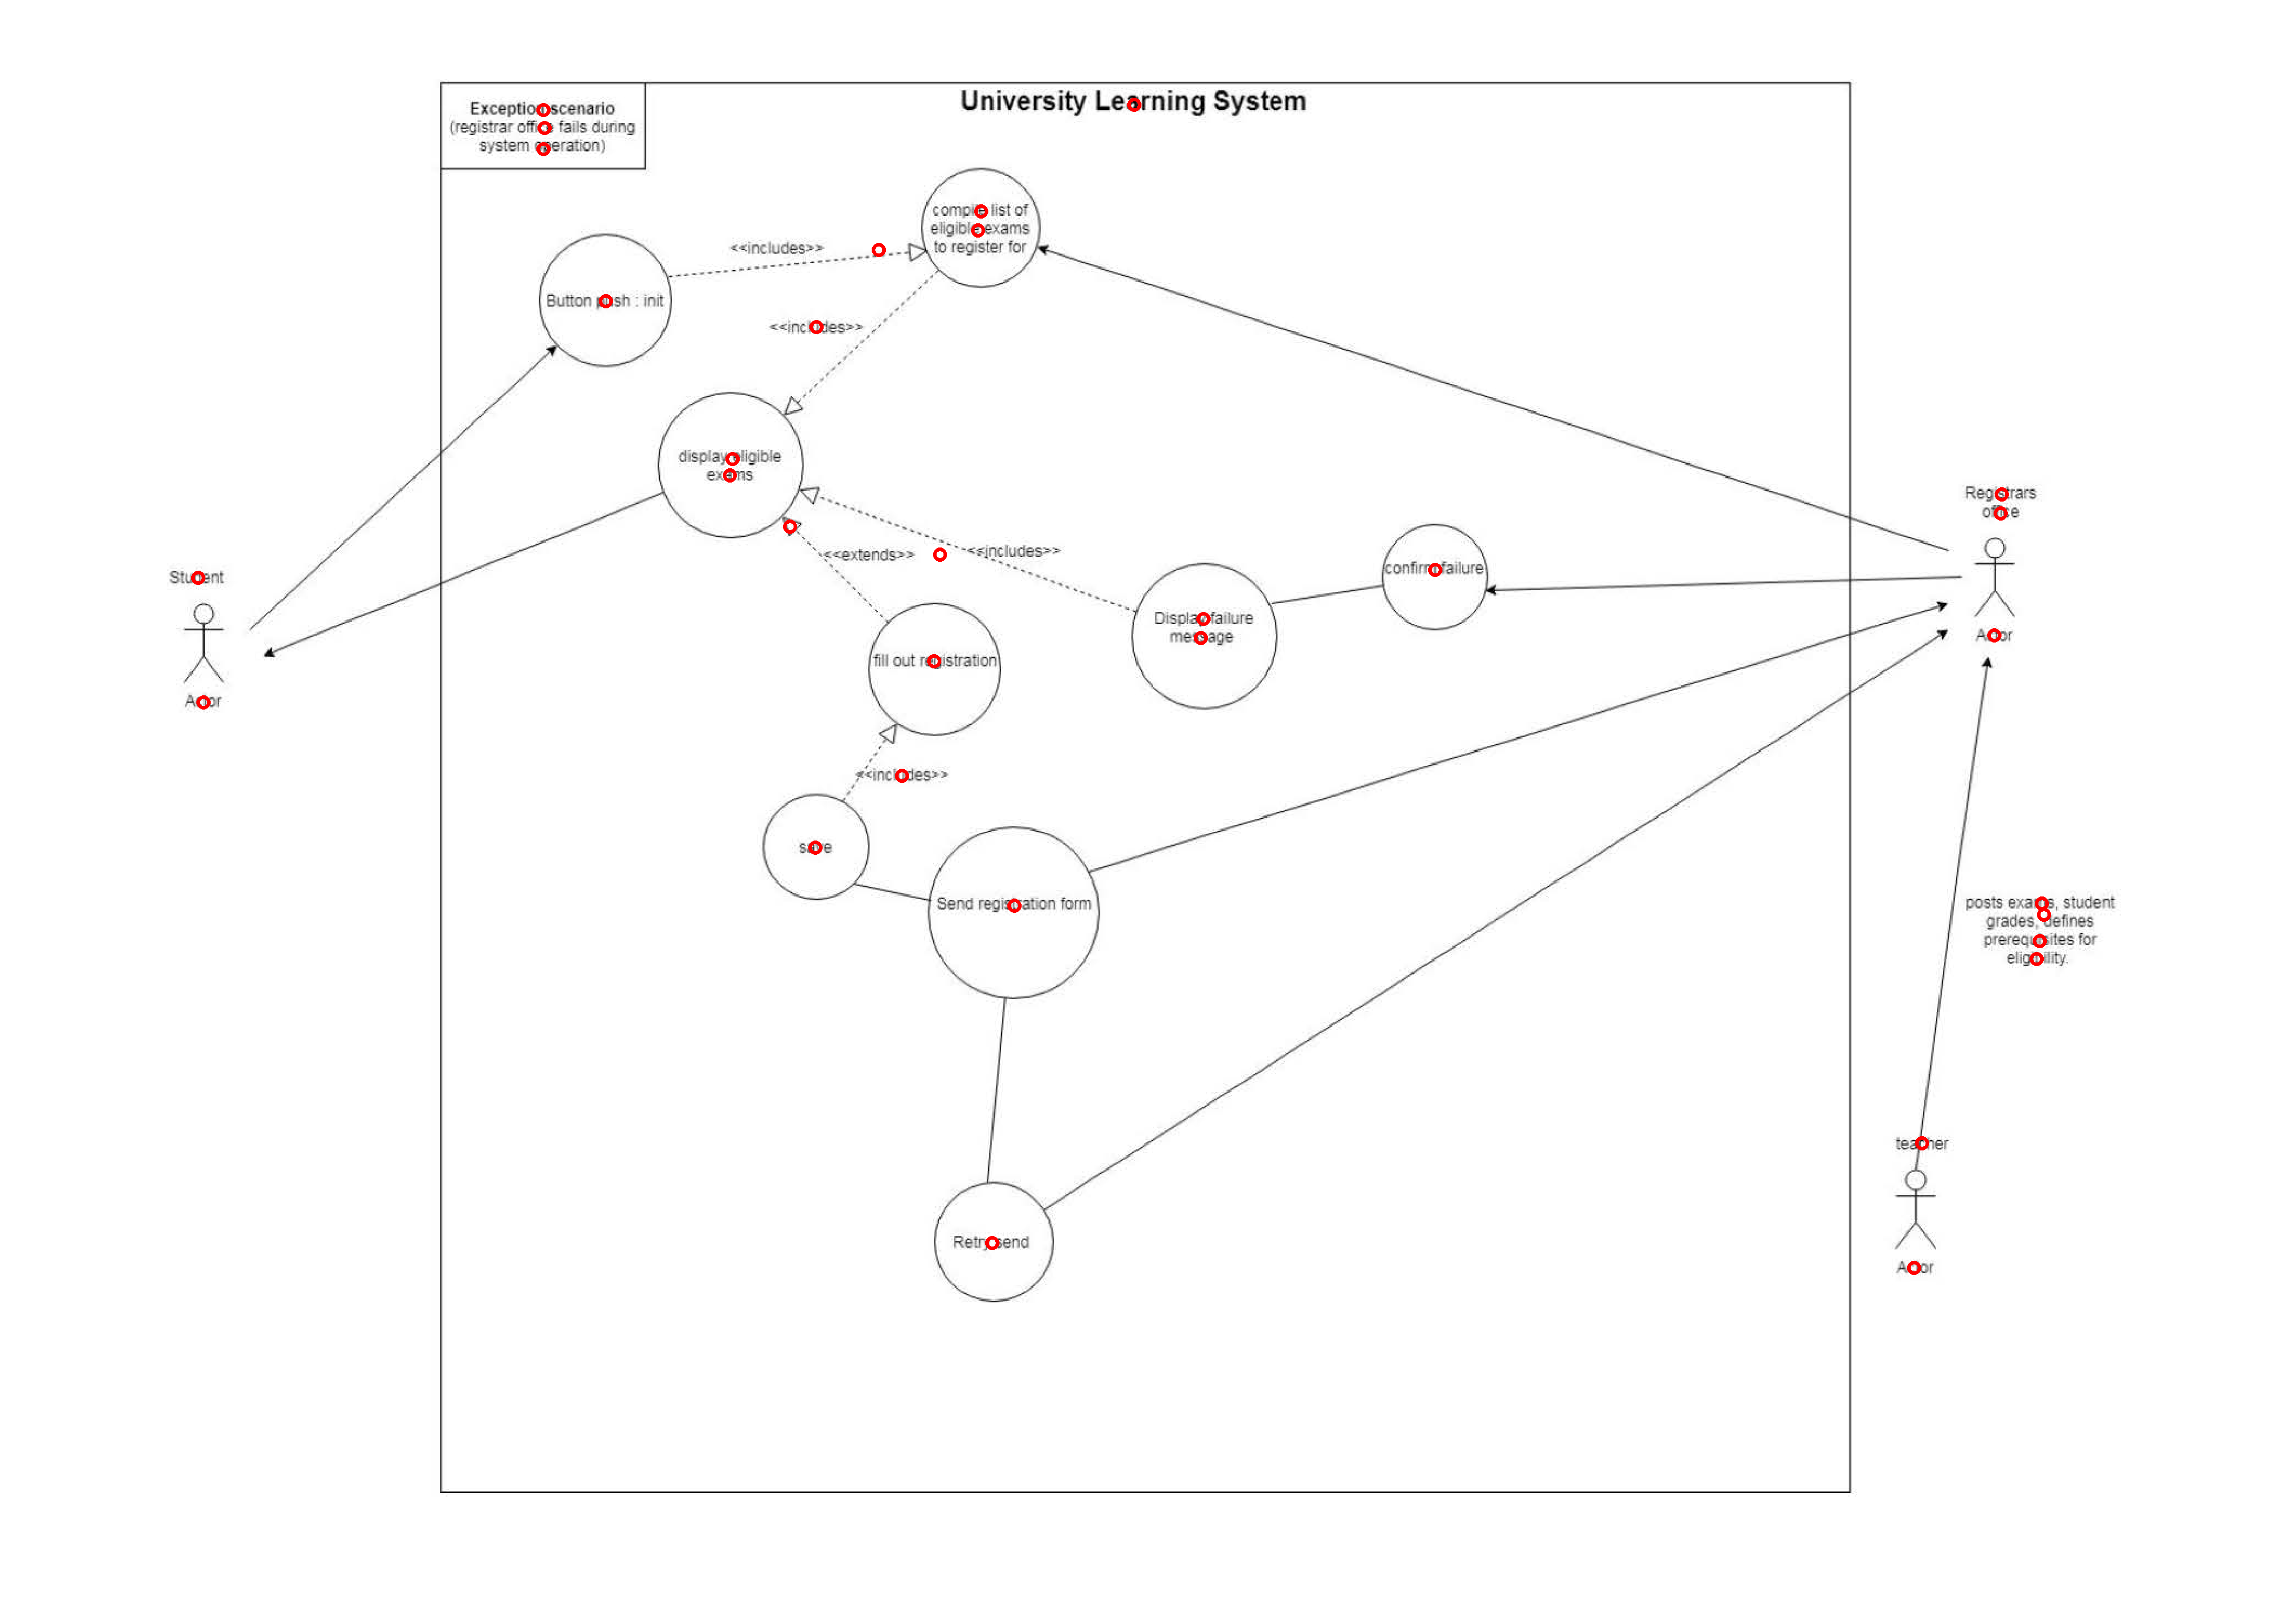 Exception scenario
(registrar office fails during
system operation)
University Learning System
compile list of
eligible exams
to register for
<<includes>>
Button push : init
<<includes>>
display eligible
exams
Registrars
office
<<extends>>
<<includes>>
confirm failure
Student
Display failure
message
Actor
fill out registration
Actor
<<includes>>
save
Send registration form
posts exams, student
grades, defines
prerequisites for
eligibility.
teacher
Retry send
Actor